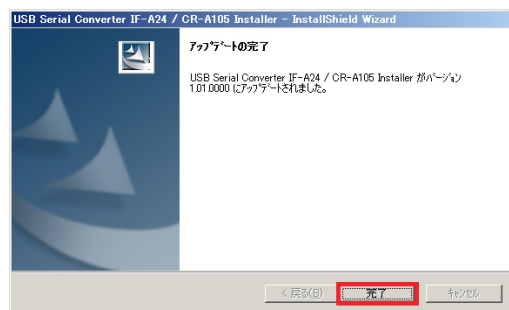 USB Serial Converter IF-A24 / CR-A105 Installer - InstallShield Wizard
ｱｯﾌﾟﾃﾞｰﾄの完了
USB Serial Converter IF-A24 / CR-A105 Installer がﾊﾞｰｼﾞｮﾝ
1.01.0000 にｱｯﾌﾟﾃﾞｰﾄされました。
< 戻る(B)
完了
ｷｬﾝｾﾙ